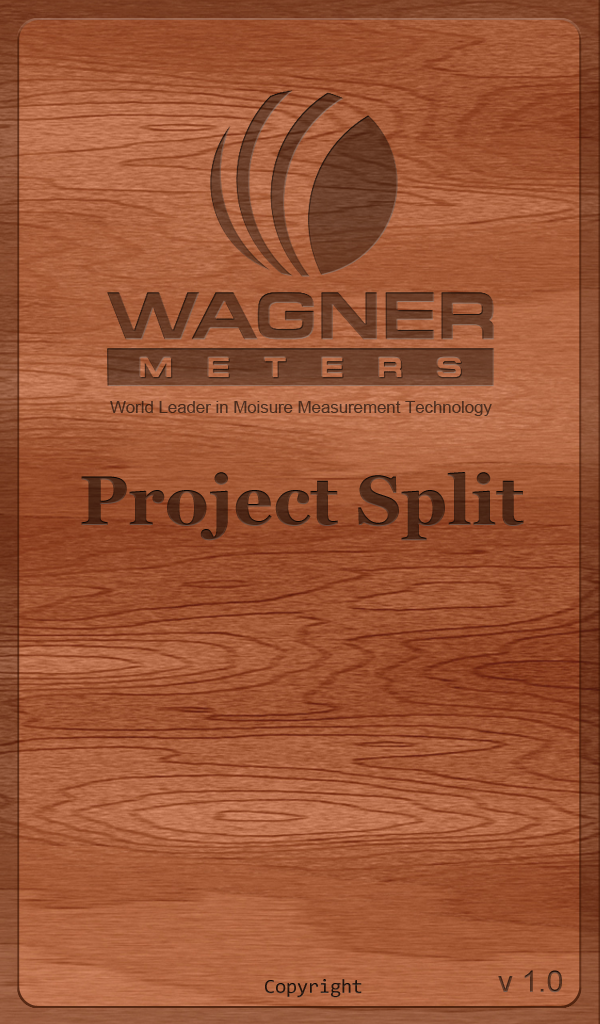 WAGNER
METERS
World Leader in Moisure Measurement Technology
Project Split
Copyright
v 1.0